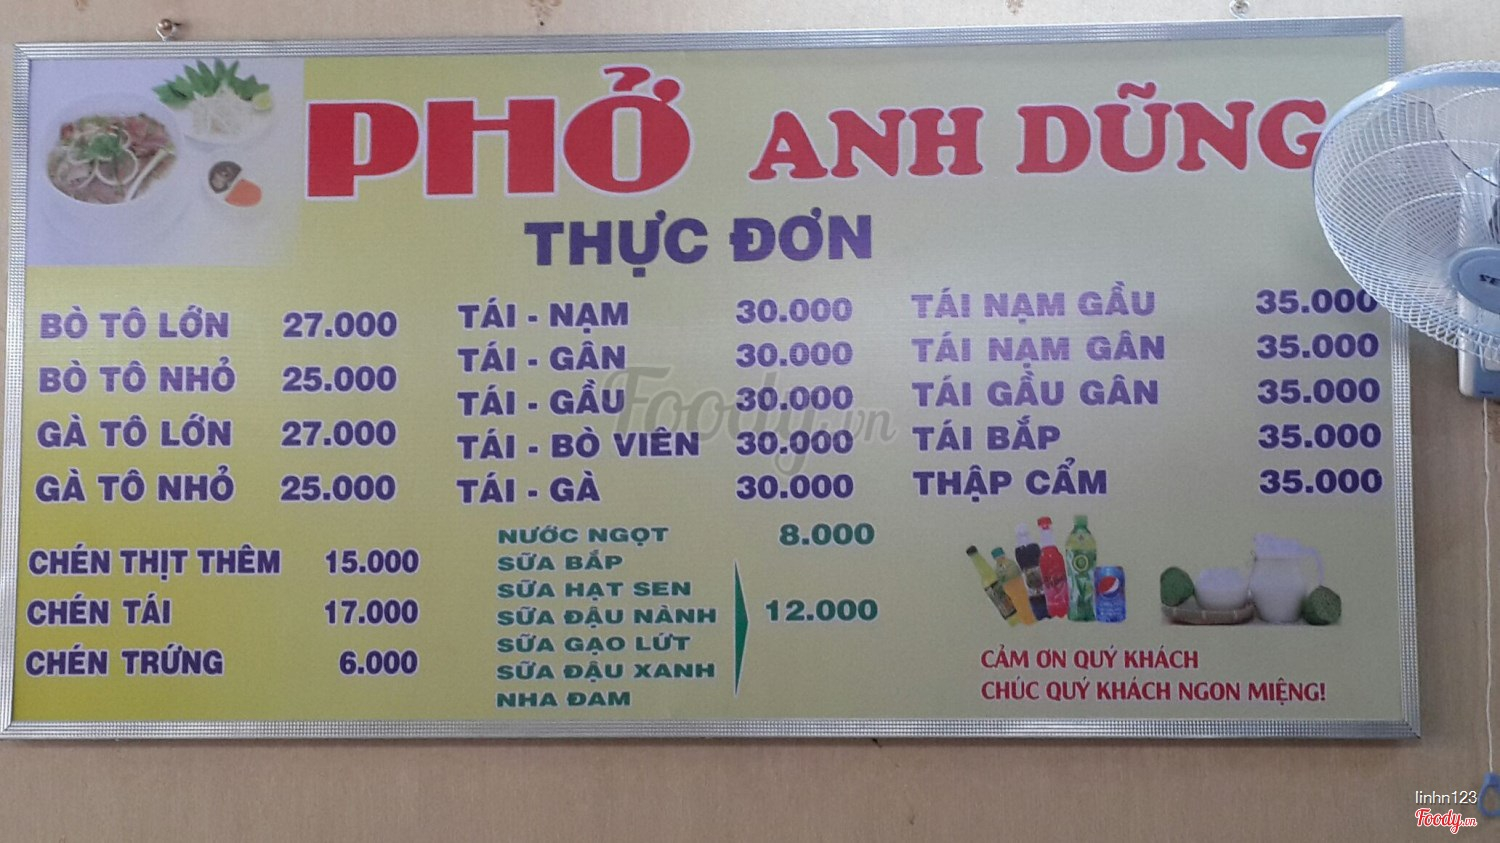 PHỞ ANH DŨNG
THỰC ĐƠN
BÒ TÔ LỚN 27.000
BÒ TÔ NHỎ 25.000
GÀ TÔ LỚN 27.000
GÀ TÔ NHỎ 25.000
CHÉN THỊT THÊM 15.000
CHÉN TÁI 17.000
CHÉN TRỨNG 6.000
TÁI - NẠM 30.000
TÁI - GÂN 30.000
TÁI - GẦU 30.000
TÁI - BÒ VIÊN 30.000
TÁI - GÀ 30.000
NƯỚC NGỌT 8.000
SỮA BẮP
SỮA HẠT SEN
SỮA ĐẬU NÀNH 12.000
SỮA GẠO LỨT
SỮA ĐẬU XANH
NHA ĐAM
TÁI NẠM GẦU 35.000
TÁI NẠM GÂN 35.000
TÁI GẦU GÂN 35.000
TÁI BẮP 35.000
THẬP CẨM 35.000
CẢM ƠN QUÝ KHÁCH
CHÚC QUÝ KHÁCH NGON MIỆNG!
Foody.vn
linhn123
Foody.vn